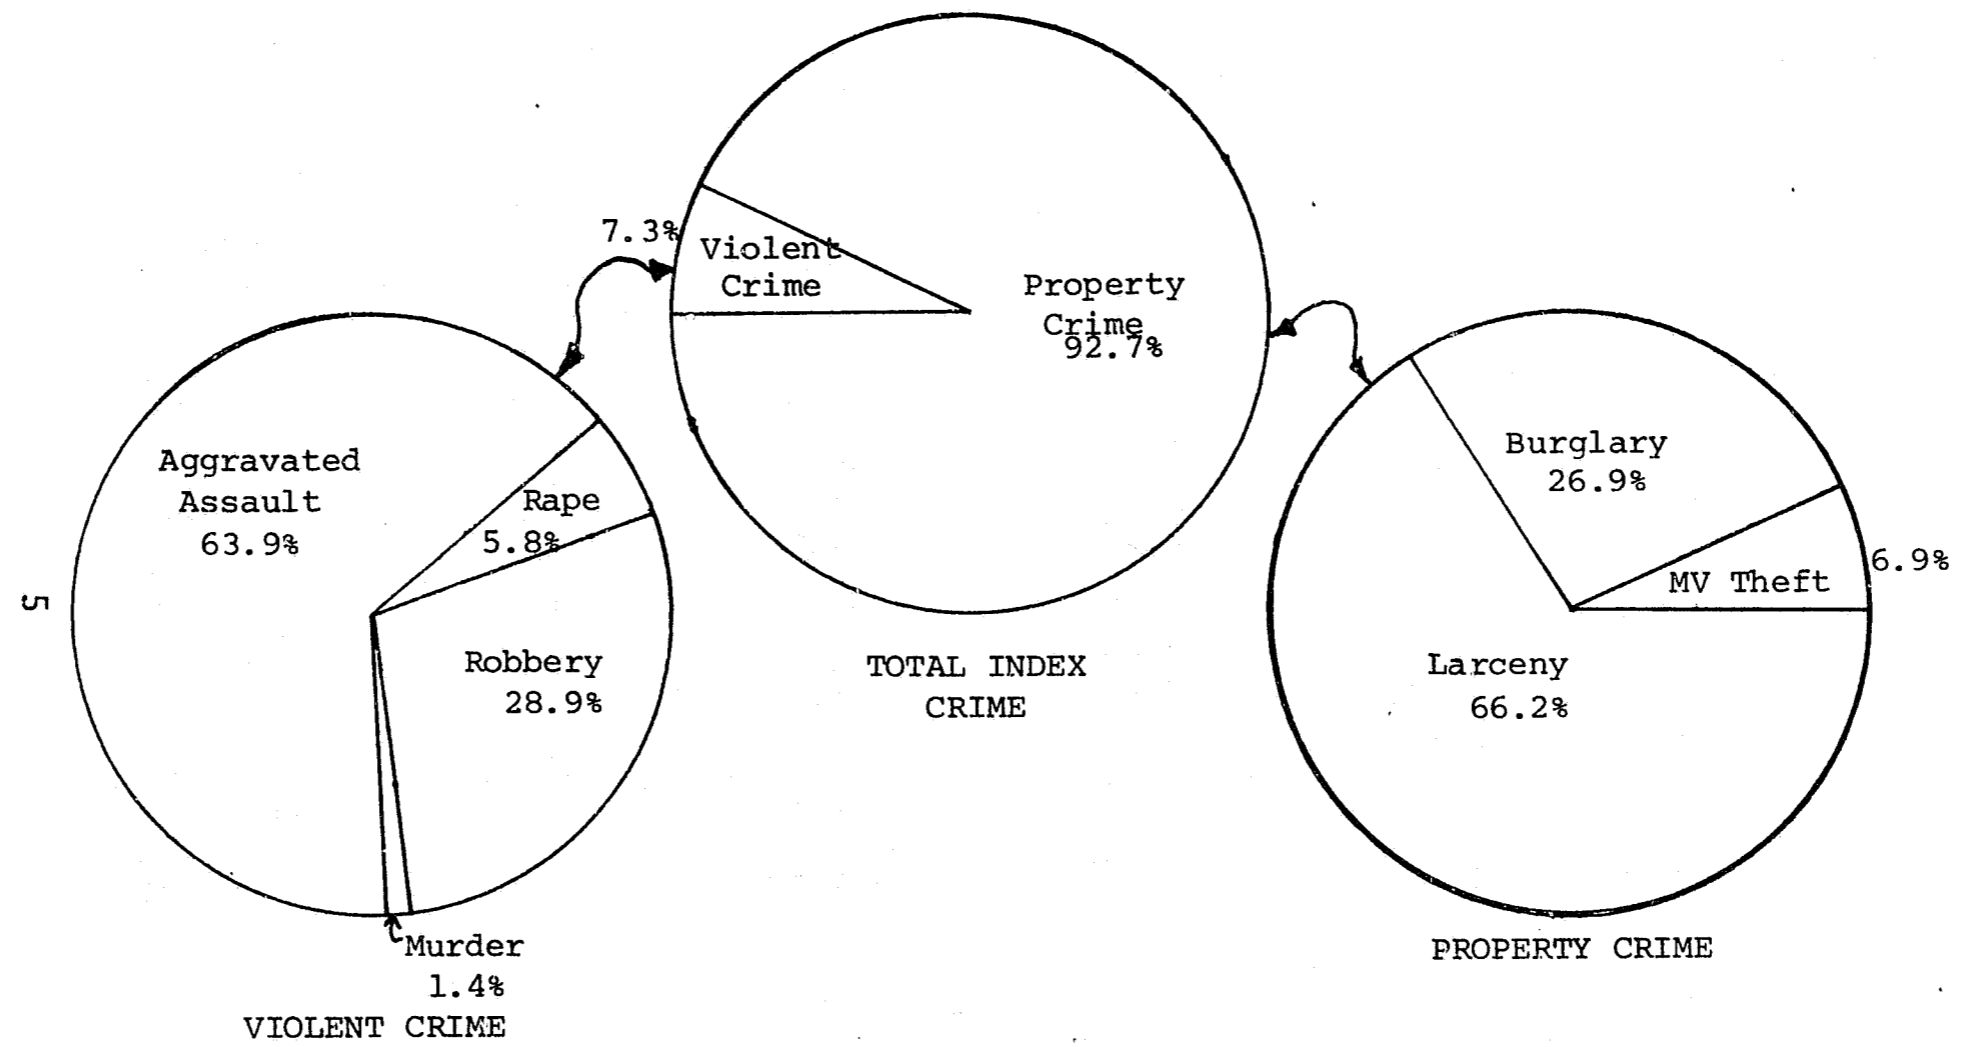 7.3%
Violent
Crime
Property
Crime
92.7%
TOTAL INDEX
CRIME
Aggravated
Assault
63.9%
Rape
5.8%
Robbery
28.9%
Murder
1.4%
VIOLENT CRIME
Burglary
26.9%
6.9%
MV Theft
Larceny
66.2%
PROPERTY CRIME
5